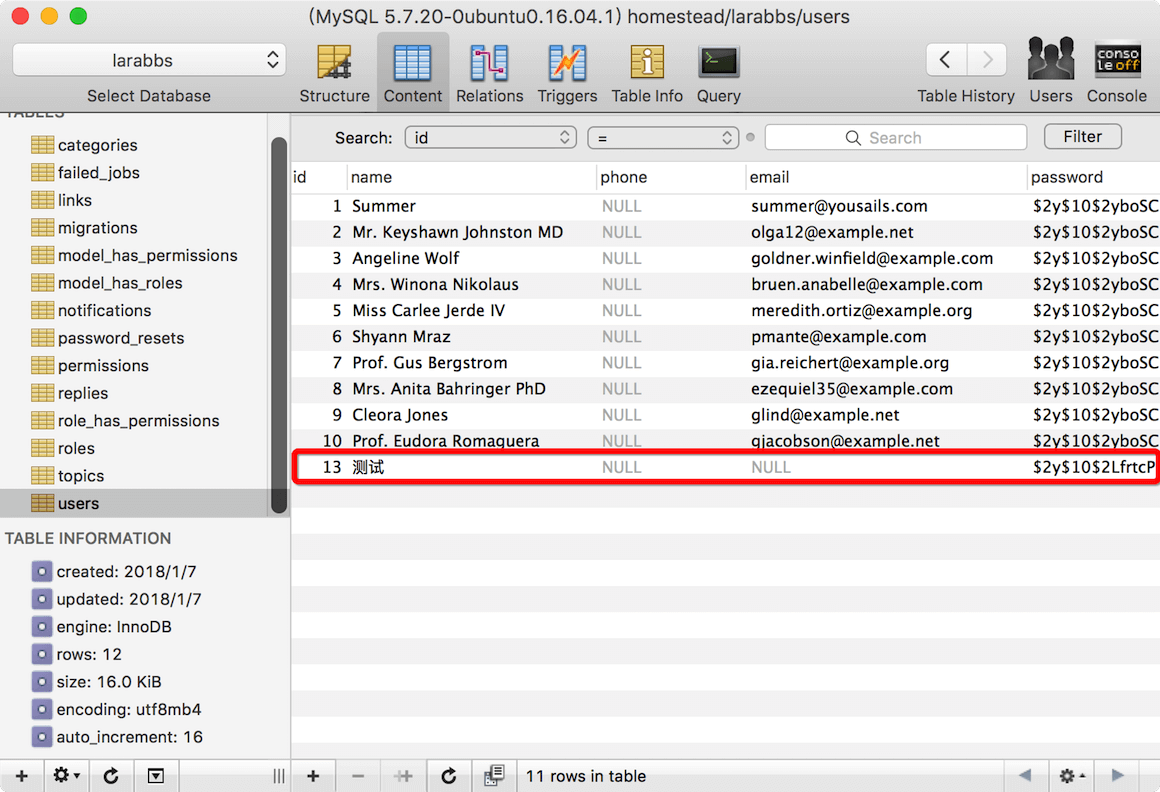 (MySQL 5.7.20-0ubuntu0.16.04.1) homestead/larabbs/users
larabbs
Select Database
Structure Content Relations Triggers Table Info Query Table History Users Console
conso
leoff
TABLES
categories
failed_jobs
links
migrations
model_has_permissions
model_has_roles
notifications
password_resets
permissions
replies
role_has_permissions
roles
topics
users
TABLE INFORMATION
created: 2018/1/7
updated: 2018/1/7
engine: InnoDB
rows: 12
size: 16.0 KiB
encoding: utf8mb4
auto_increment: 16
Search: id = Search Filter
id name phone email password
1 Summer NULL summer@yousails.com $2y$10$2yboSC
2 Mr. Keyshawn Johnston MD NULL olga12@example.net $2y$10$2yboSC
3 Angeline Wolf NULL goldner.winfield@example.com $2y$10$2yboSC
4 Mrs. Winona Nikolaus NULL bruen.anabelle@example.com $2y$10$2yboSC
5 Miss Carlee Jerde IV NULL meredith.ortiz@example.org $2y$10$2yboSC
6 Shyann Mraz NULL pmante@example.com $2y$10$2yboSC
7 Prof. Gus Bergstrom NULL gia.reichert@example.org $2y$10$2yboSC
8 Mrs. Anita Bahringer PhD NULL ezequiel35@example.com $2y$10$2yboSC
9 Cleora Jones NULL glind@example.net $2y$10$2yboSC
10 Prof. Eudora Romaguera NULL gjacobson@example.net $2y$10$2yboSC
13 测试 NULL NULL $2y$10$2LfrtcP
11 rows in table